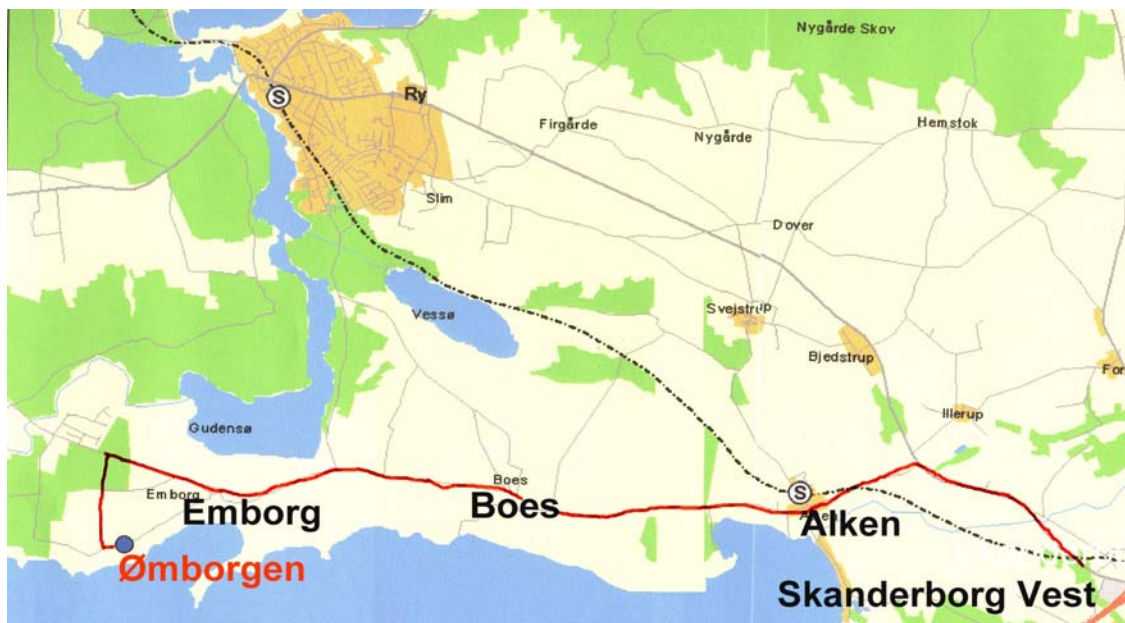 Nygårde Skov
S
Ry
Firgårde
Nygårde
Hemstok
Slim
Dover
Vessø
Svejstrup
Bjedstrup
For
Illerup
Gudensø
Emborg
Emborg
Boes
Boes
S
Alken
Ømborgen
Skanderborg Vest